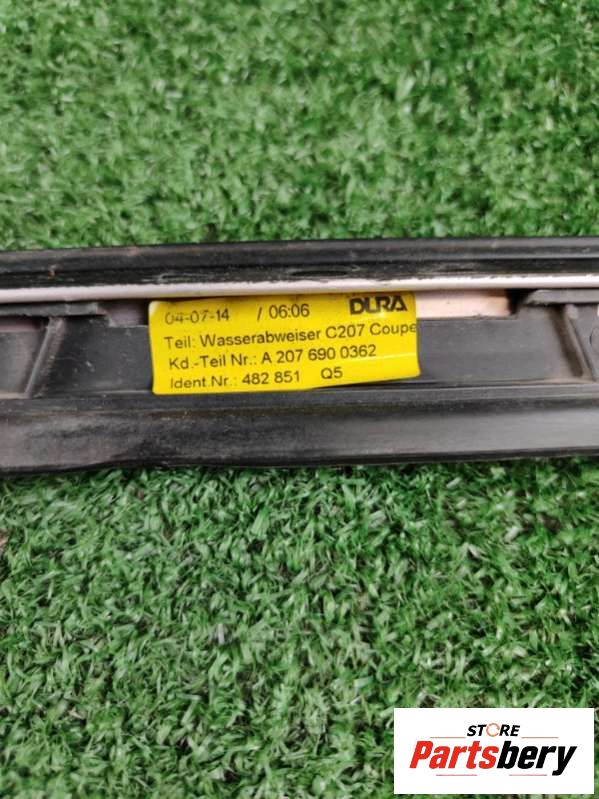 04-07-14 / 06:06 DURA
Teil: Wasserabweiser C207 Coupe
Kd.-Teil Nr.: A 207 690 0362
Ident.Nr.: 482 851 Q5
STORE
Partsbery